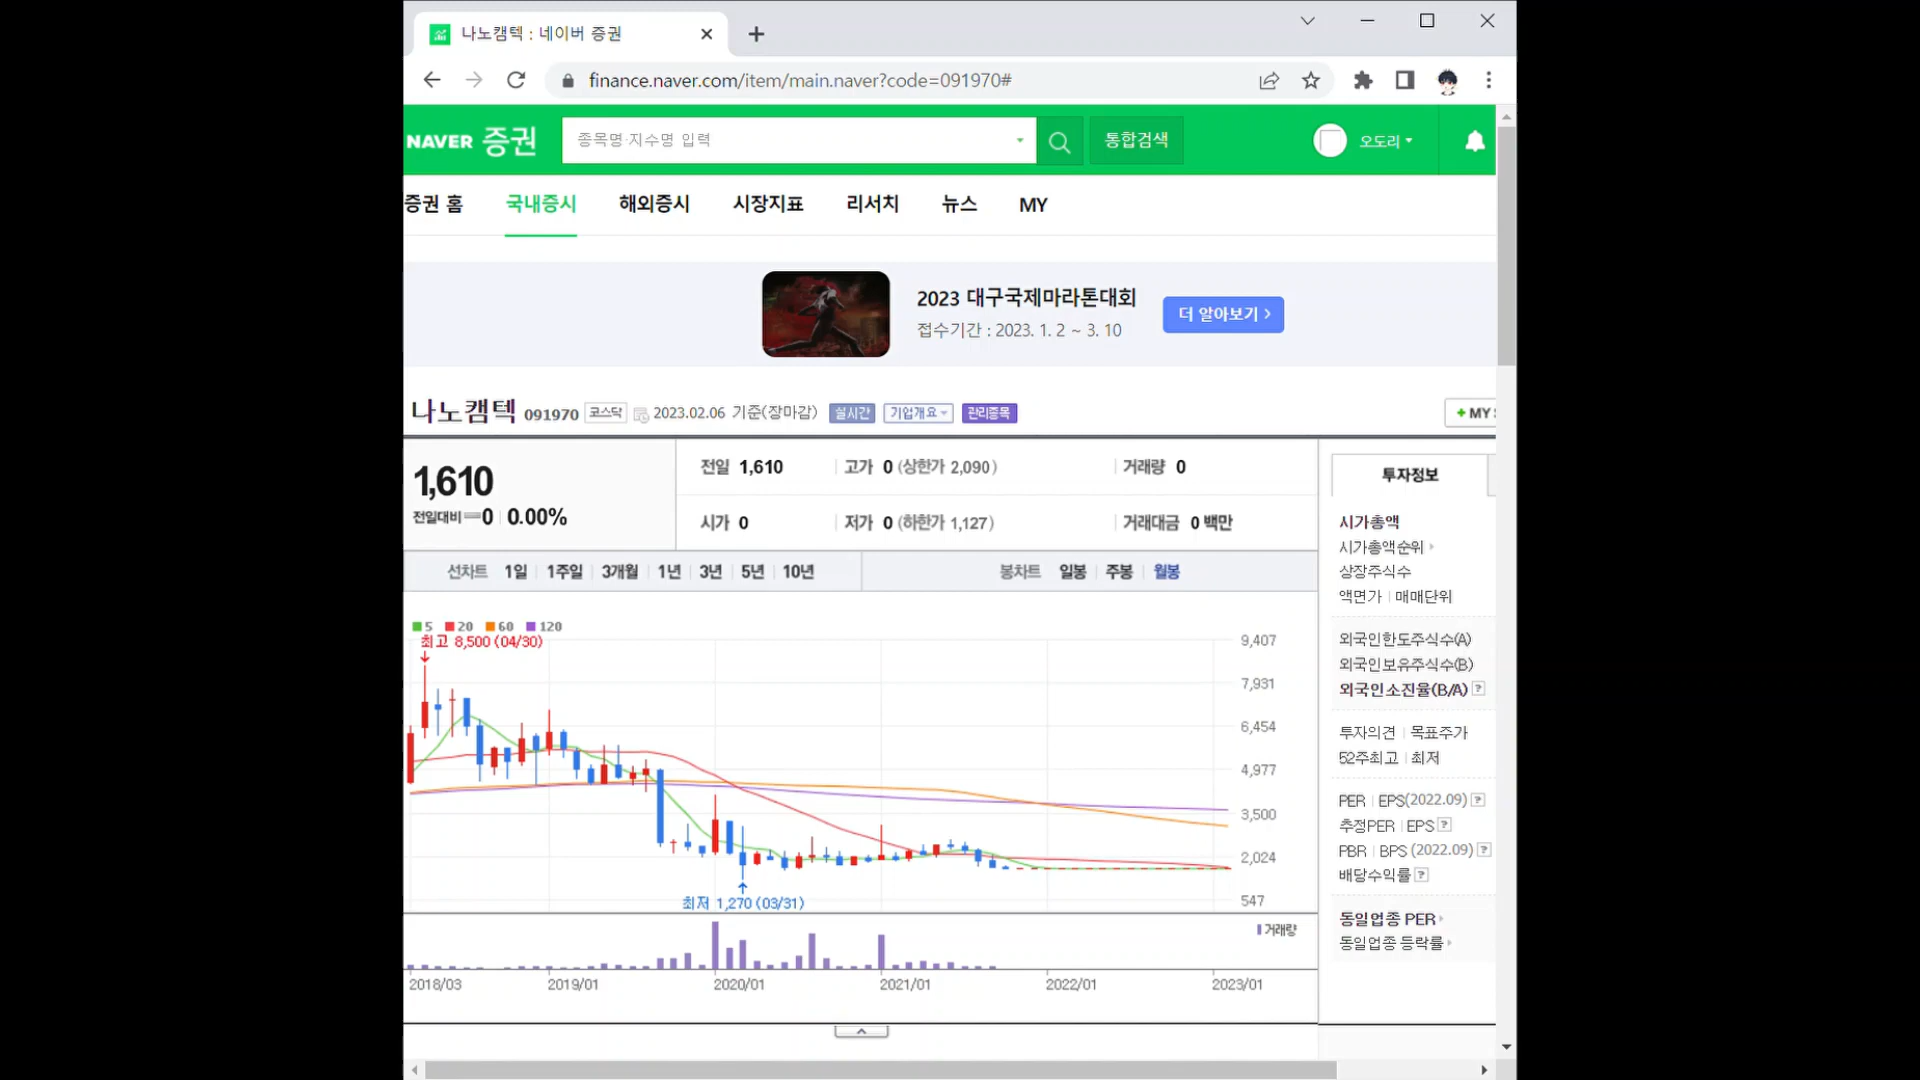 나노캠텍 : 네이버 증권
finance.naver.com/item/main.naver?code=091970#
NAVER 증권 종목명·지수명 입력 통합검색 오도리
증권 홈 국내증시 해외증시 시장지표 리서치 뉴스 MY
2023 대구국제마라톤대회
접수기간 : 2023. 1. 2 ~ 3. 10
더 알아보기 >
나노캠텍 091970 코스닥 2023.02.06 기준(장마감) 실시간 기업개요 관리종목 + MY
1,610
전일대비 0 0.00%
전일 1,610 고가 0 (상한가 2,090) 거래량 0
시가 0 저가 0 (하한가 1,127) 거래대금 0 백만
선차트 1일 1주일 3개월 1년 3년 5년 10년 봉차트 일봉 주봉 월봉
5 20 60 120
최고 8,500 (04/30)
9,407
7,931
6,454
4,977
3,500
2,024
547
최저 1,270 (03/31)
거래량
2018/03 2019/01 2020/01 2021/01 2022/01 2023/01
투자정보
시가총액
시가총액순위
상장주식수
액면가 매매단위
외국인한도주식수(A)
외국인보유주식수(B)
외국인소진율(B/A) ?
투자의견 목표주가
52주최고 최저
PER EPS(2022.09) ?
추정PER EPS ?
PBR BPS (2022.09) ?
배당수익률 ?
동일업종 PER
동일업종 등락률